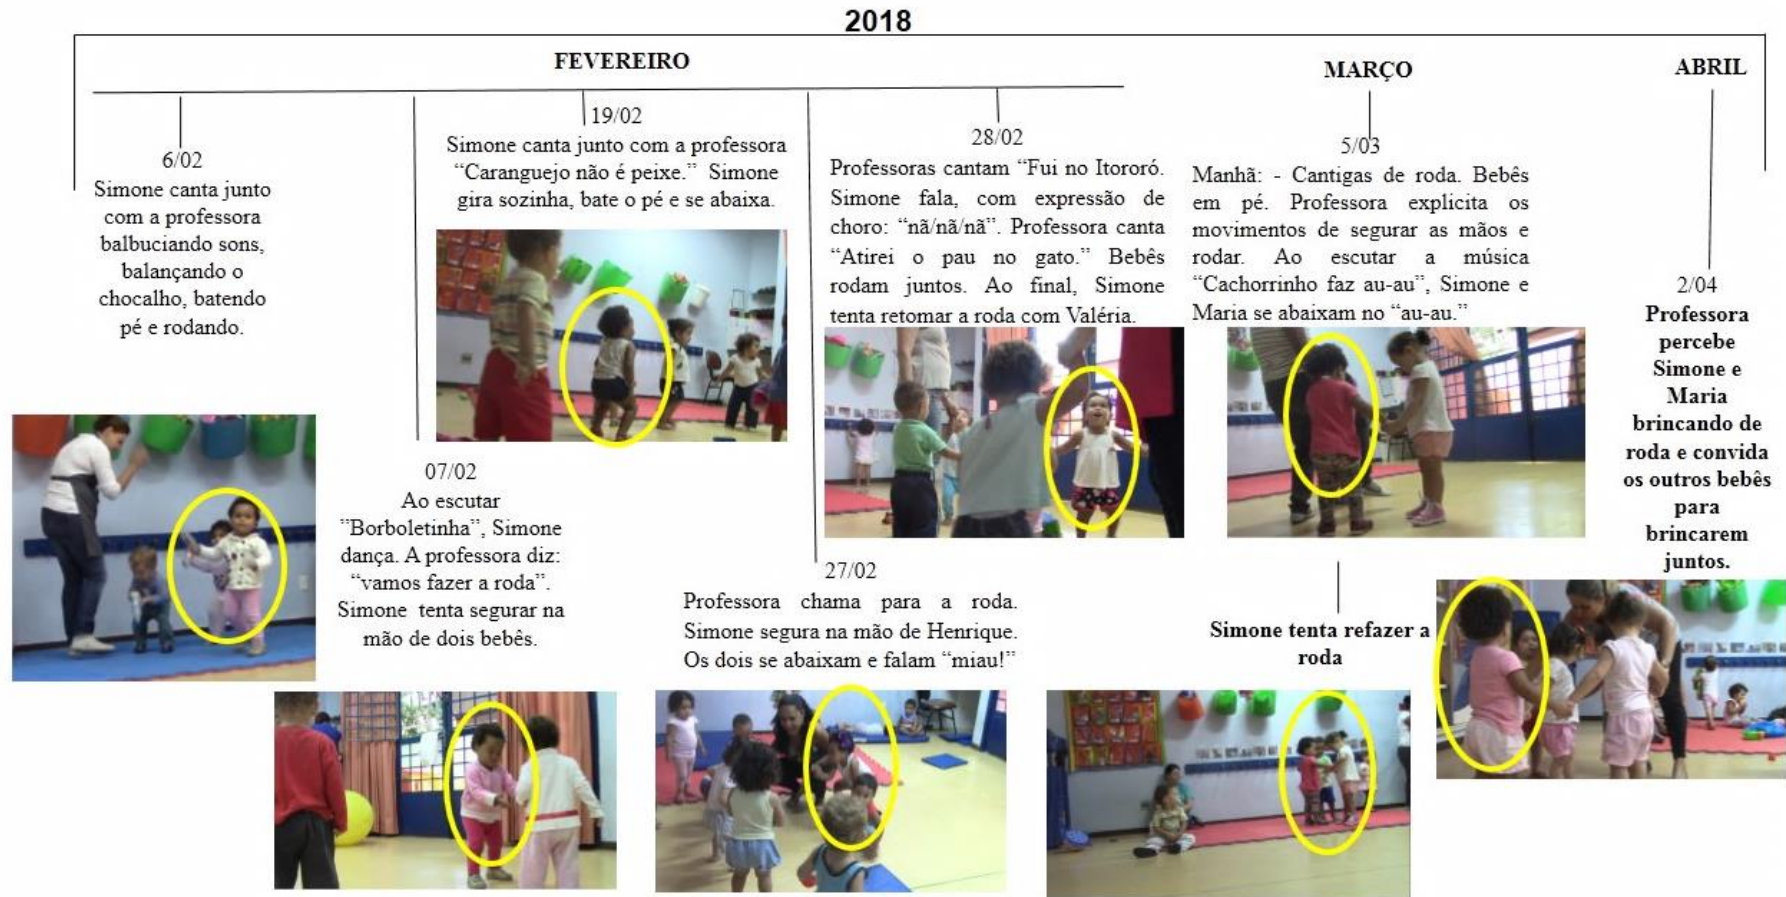 2018
FEVEREIRO
MARÇO
ABRIL
6/02
Simone canta junto
com a professora
balbuciando sons,
balançando o
chocalho, batendo
pé e rodando.
07/02
Ao escutar
”Borboletinha”, Simone
dança. A professora diz:
“vamos fazer a roda”.
Simone tenta segurar na
mão de dois bebês.
19/02
Simone canta junto com a professora
“Caranguejo não é peixe.” Simone
gira sozinha, bate o pé e se abaixa.
27/02
Professora chama para a roda.
Simone segura na mão de Henrique.
Os dois se abaixam e falam “miau!”
28/02
Professoras cantam “Fui no Itororó.
Simone fala, com expressão de
choro: “nã/nã/nã”. Professora canta
“Atirei o pau no gato.” Bebês
rodam juntos. Ao final, Simone
tenta retomar a roda com Valéria.
5/03
Manhã: - Cantigas de roda. Bebês
em pé. Professora explicita os
movimentos de segurar as mãos e
rodar. Ao escutar a música
“Cachorrinho faz au-au”, Simone e
Maria se abaixam no “au-au.”
Simone tenta refazer a
roda
2/04
Professora
percebe
Simone e
Maria
brincando de
roda e convida
os outros bebês
para
brincarem
juntos.